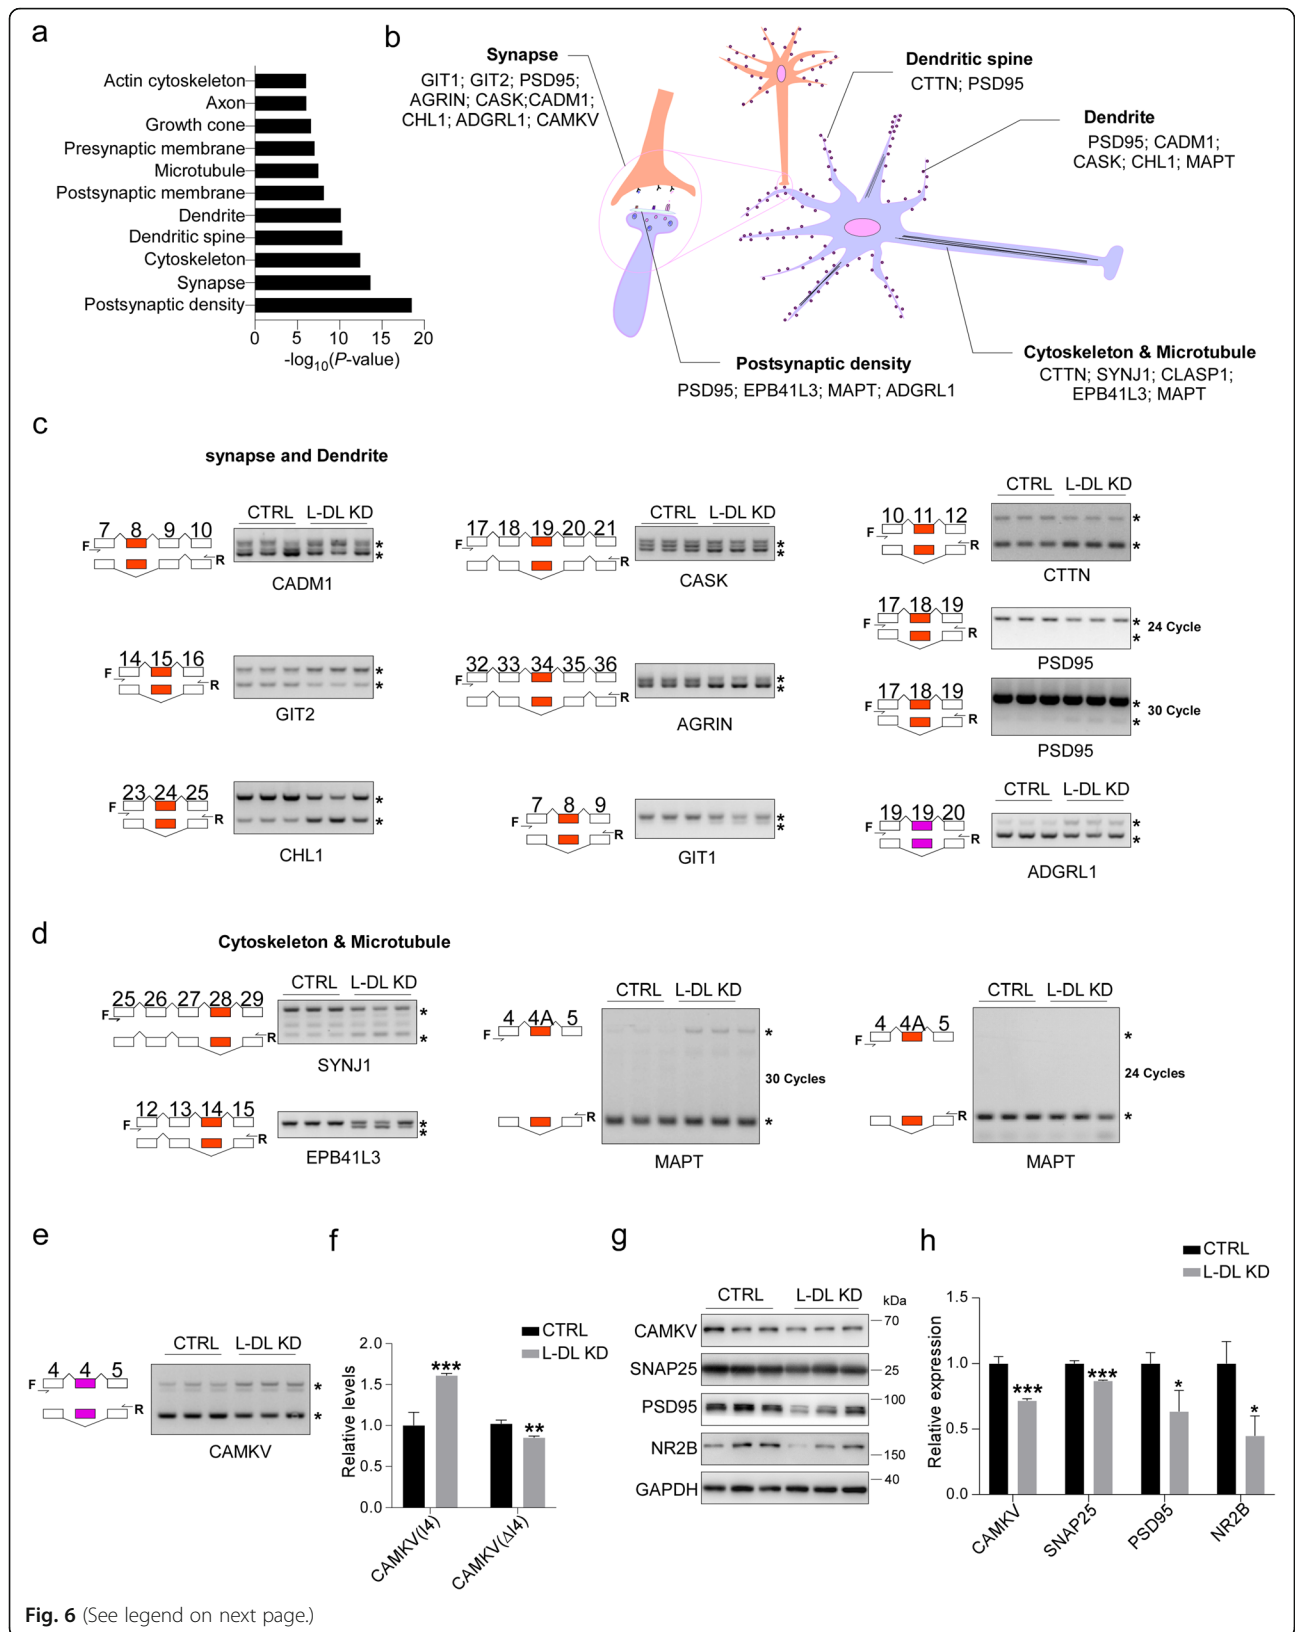 a
Actin cytoskeleton
Axon
Growth cone
Presynaptic membrane
Microtubule
Postsynaptic membrane
Dendrite
Dendritic spine
Cytoskeleton
Synapse
Postsynaptic density
0 5 10 15 20
-log10(P-value)
b
Synapse
GIT1; GIT2; PSD95;
AGRIN; CASK;CADM1;
CHL1; ADGRL1; CAMKV
Dendritic spine
CTTN; PSD95
Dendrite
PSD95; CADM1;
CASK; CHL1; MAPT
Postsynaptic density
PSD95; EPB41L3; MAPT; ADGRL1
Cytoskeleton & Microtubule
CTTN; SYNJ1; CLASP1;
EPB41L3; MAPT
c
synapse and Dendrite
7 8 9 10
F
R
CTRL L-DL KD
*
*
CADM1
17 18 19 20 21
F
R
CTRL L-DL KD
*
*
CASK
10 11 12
F
R
CTRL L-DL KD
*
*
CTTN
17 18 19
F
R
*
*
24 Cycle
PSD95
14 15 16
F
R
*
*
GIT2
32 33 34 35 36
F
R
*
*
AGRIN
17 18 19
F
R
*
*
30 Cycle
PSD95
23 24 25
F
R
*
*
CHL1
7 8 9
F
R
*
*
GIT1
19 19 20
F
R
CTRL L-DL KD
*
*
ADGRL1
d
Cytoskeleton & Microtubule
25 26 27 28 29
F
R
CTRL L-DL KD
*
*
SYNJ1
12 13 14 15
F
R
*
*
EPB41L3
4 4A 5
F
R
CTRL L-DL KD
*
*
30 Cycles
MAPT
4 4A 5
F
R
CTRL L-DL KD
*
*
24 Cycles
MAPT
e
4 4 5
F
R
CTRL L-DL KD
*
*
CAMKV
f
CTRL
L-DL KD
Relative levels
2.0
1.5
1.0
0.5
0.0
***
**
CAMKV(I4)
CAMKV(ΔI4)
g
CTRL L-DL KD
kDa
CAMKV
70
SNAP25
25
PSD95
100
NR2B
150
GAPDH
40
h
CTRL
L-DL KD
Relative expression
1.5
1.0
0.5
0.0
***
***
*
*
CAMKV
SNAP25
PSD95
NR2B
Fig. 6 (See legend on next page.)